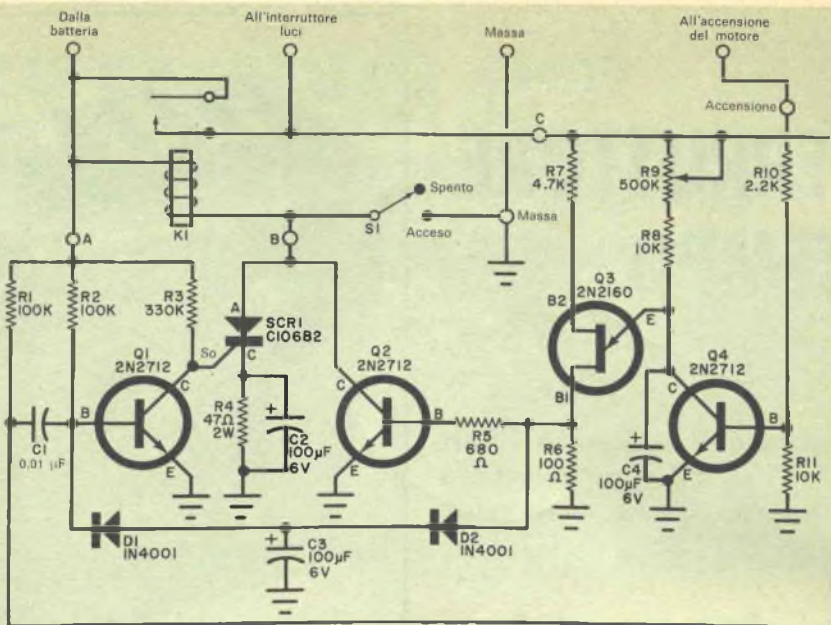 Dalla
batteria
All'interruttore
luci
Massa
All'accensione
del motore
Accensione
C
R7
4.7K
R9
500K
R10
2.2K
Spento
S1
Acceso
Massa
K1
A
B
R8
10K
R1
100K
R2
100K
R3
330K
Q3
2N2160
B2
E
B1
A
SCR1
C106B2
So
C
Q1
2N2712
C
B
E
Q2
2N2712
C
B
E
Q4
2N2712
C
B
E
R4
47Ω
2W
+
C2
100µF
6V
R5
680
Ω
R6
100
Ω
+
C4
100µF
6V
R11
10K
C1
0,01 µF
D1
IN4001
+
C3
100µF
6V
D2
IN4001